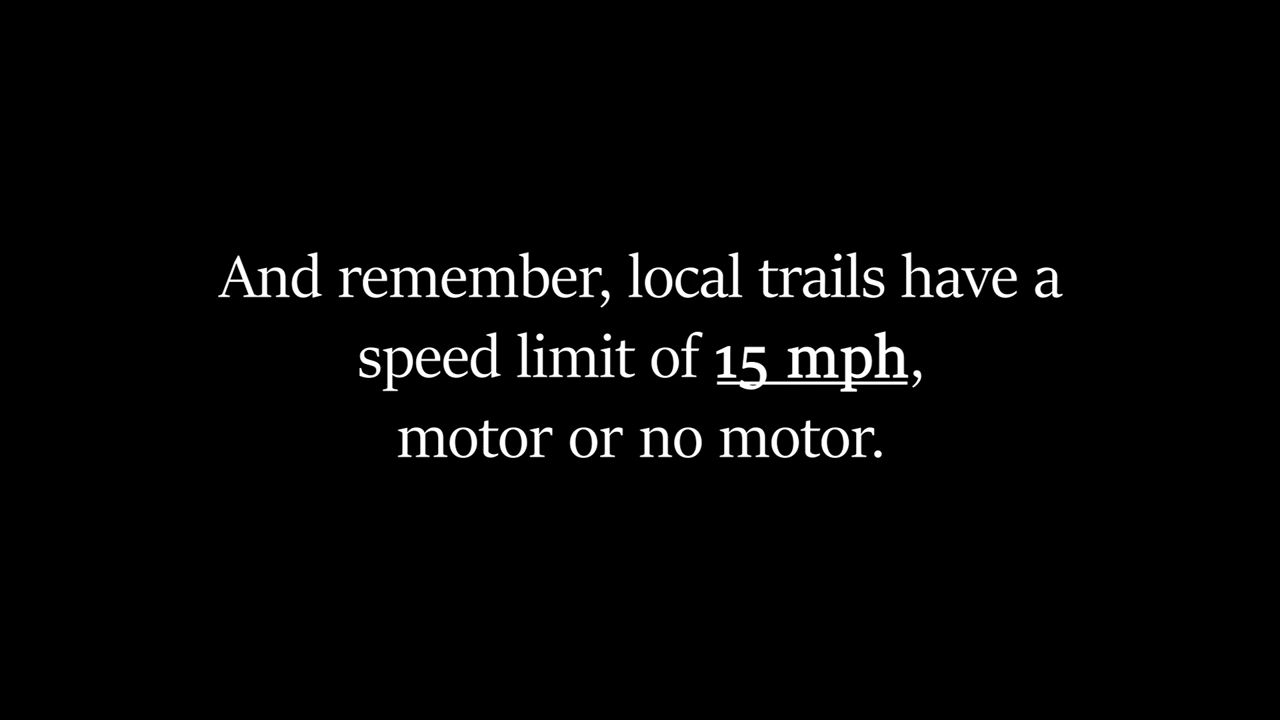 And remember, local trails have a
speed limit of 15 mph,
motor or no motor.